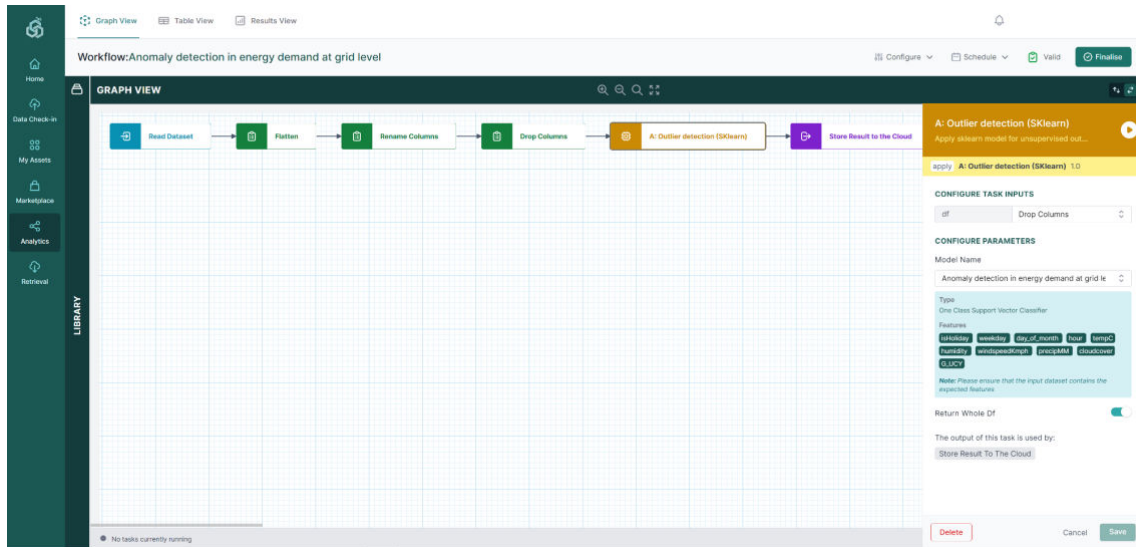 Graph View
Table View
Results View
Workflow:Anomaly detection in energy demand at grid level
Configure
Schedule
Valid
Finalise
Home
Data Check-in
My Assets
Marketplace
Analytics
Retrieval
LIBRARY
GRAPH VIEW
Read Dataset
Flatten
Rename Columns
Drop Columns
A: Outlier detection (SKlearn)
Store Result to the Cloud
No tasks currently running
A: Outlier detection (SKlearn)
Apply sklearn model for unsupervised out...
apply A: Outlier detection (SKlearn) 1.0
CONFIGURE TASK INPUTS
df Drop Columns
CONFIGURE PARAMETERS
Model Name
Anomaly detection in energy demand at grid le
Type
One Class Support Vector Classifier
Features
isHoliday weekday day_of_month hour tempC
humidity windspeedKmph precipMM cloudcover
G_UCY
Note: Please ensure that the input dataset contains the
expected features
Return Whole Df
The output of this task is used by:
Store Result To The Cloud
Delete
Cancel
Save